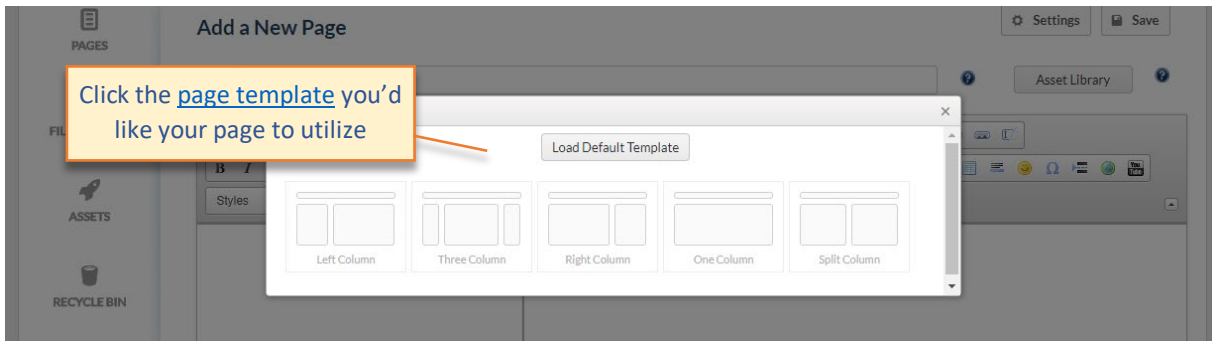 PAGES
Add a New Page
Settings
Save
Asset Library
Click the page template you'd
like your page to utilize
Load Default Template
B I
Styles
ASSETS
Left Column
Three Column
Right Column
One Column
Split Column
RECYCLE BIN